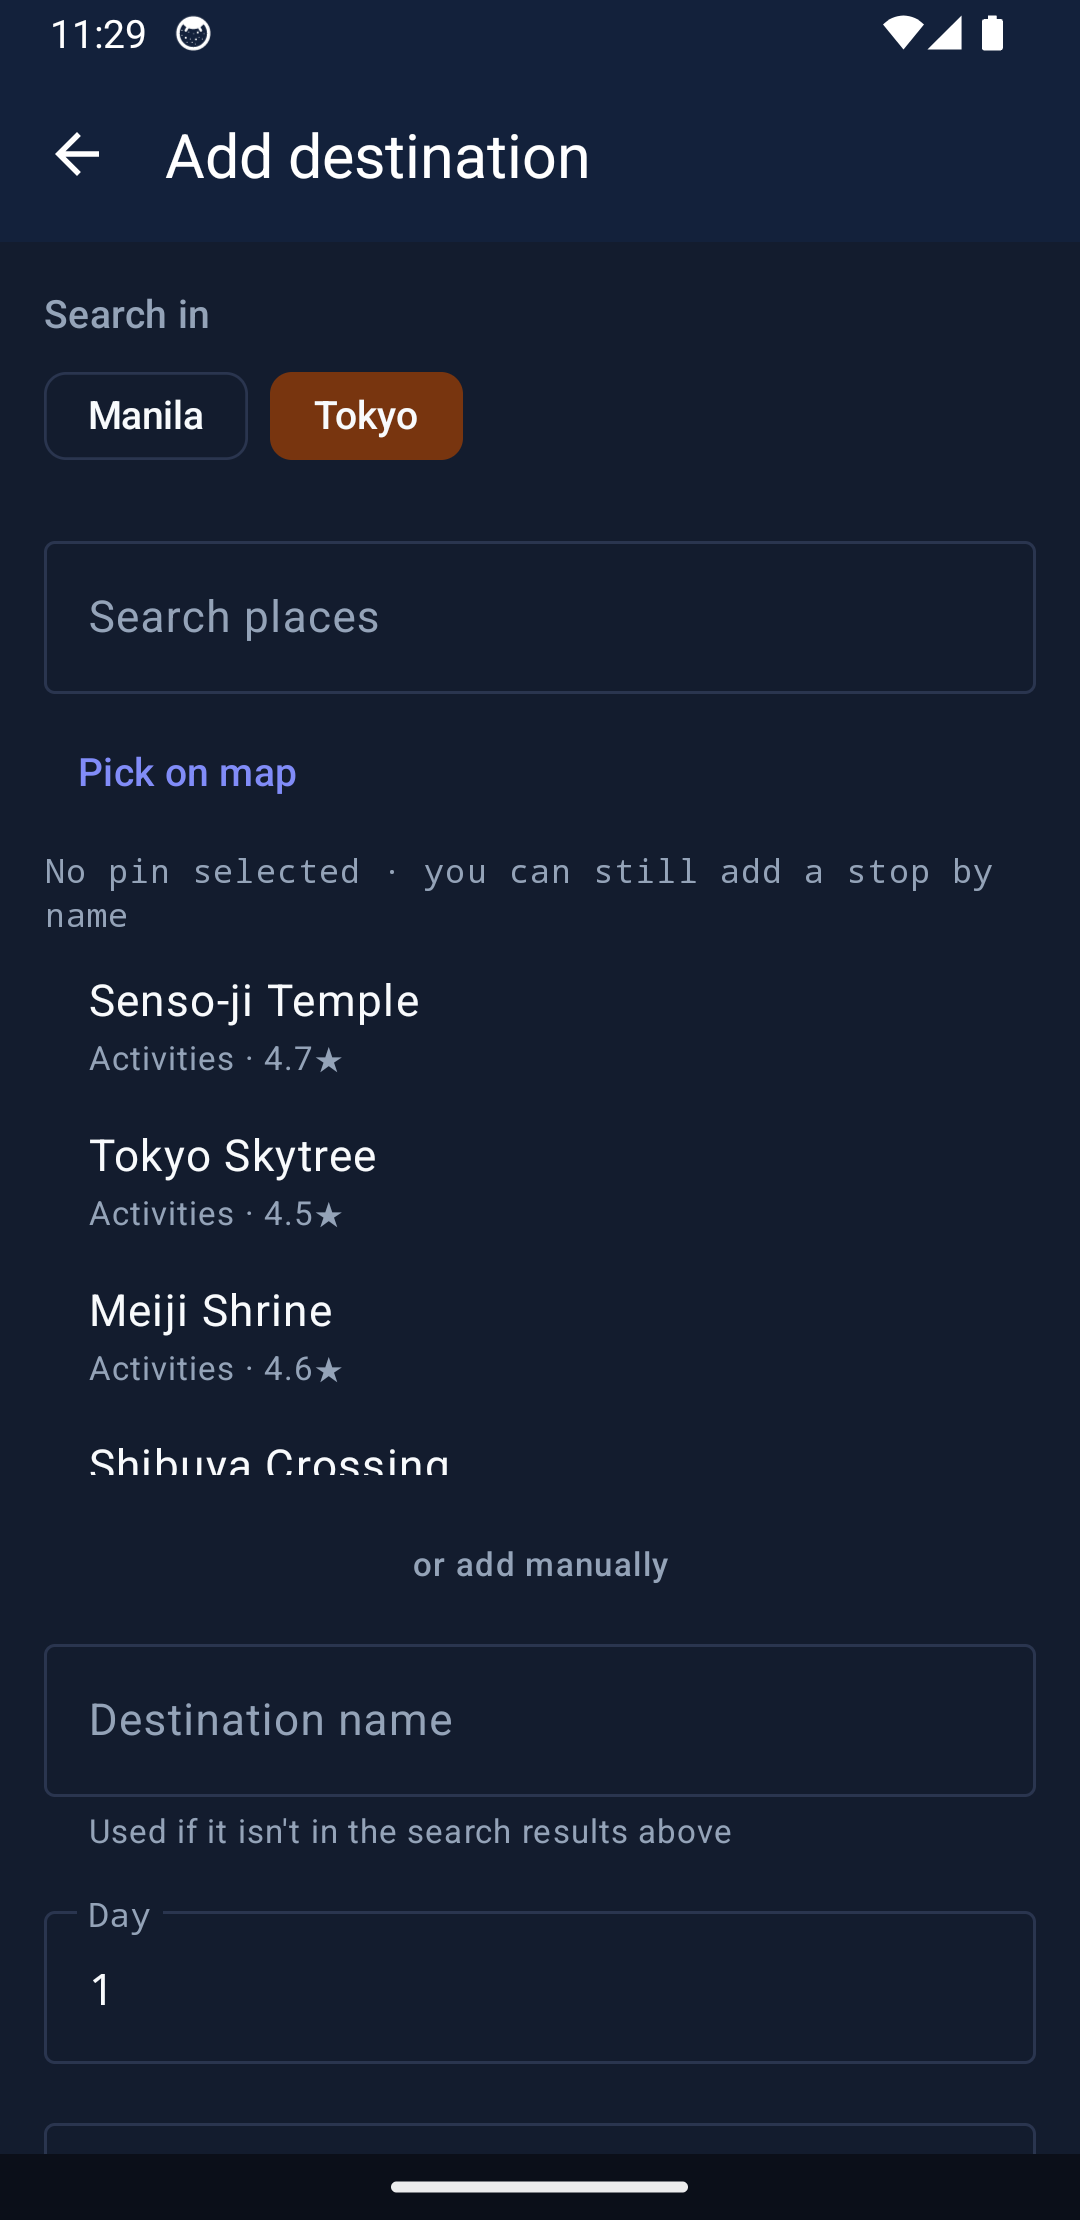 11:29
Add destination
Search in
Manila
Tokyo
Search places
Pick on map
No pin selected · you can still add a stop by
name
Senso-ji Temple
Activities · 4.7★
Tokyo Skytree
Activities · 4.5★
Meiji Shrine
Activities · 4.6★
Shibuya Crossing
or add manually
Destination name
Used if it isn't in the search results above
Day
1